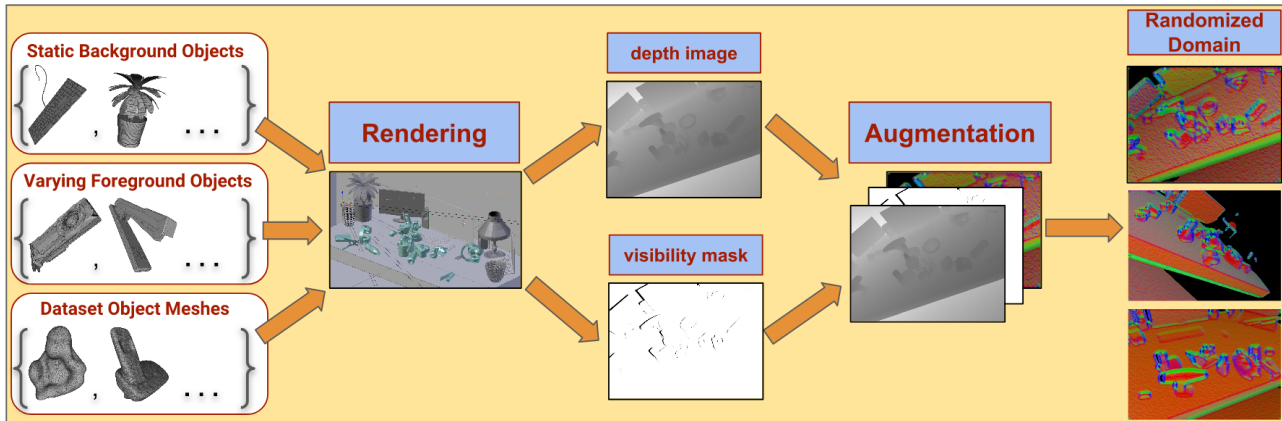 Static Background Objects
{ , . . . }
Varying Foreground Objects
{ , . . . }
Dataset Object Meshes
{ , . . . }
Rendering
depth image
visibility mask
Augmentation
Randomized
Domain